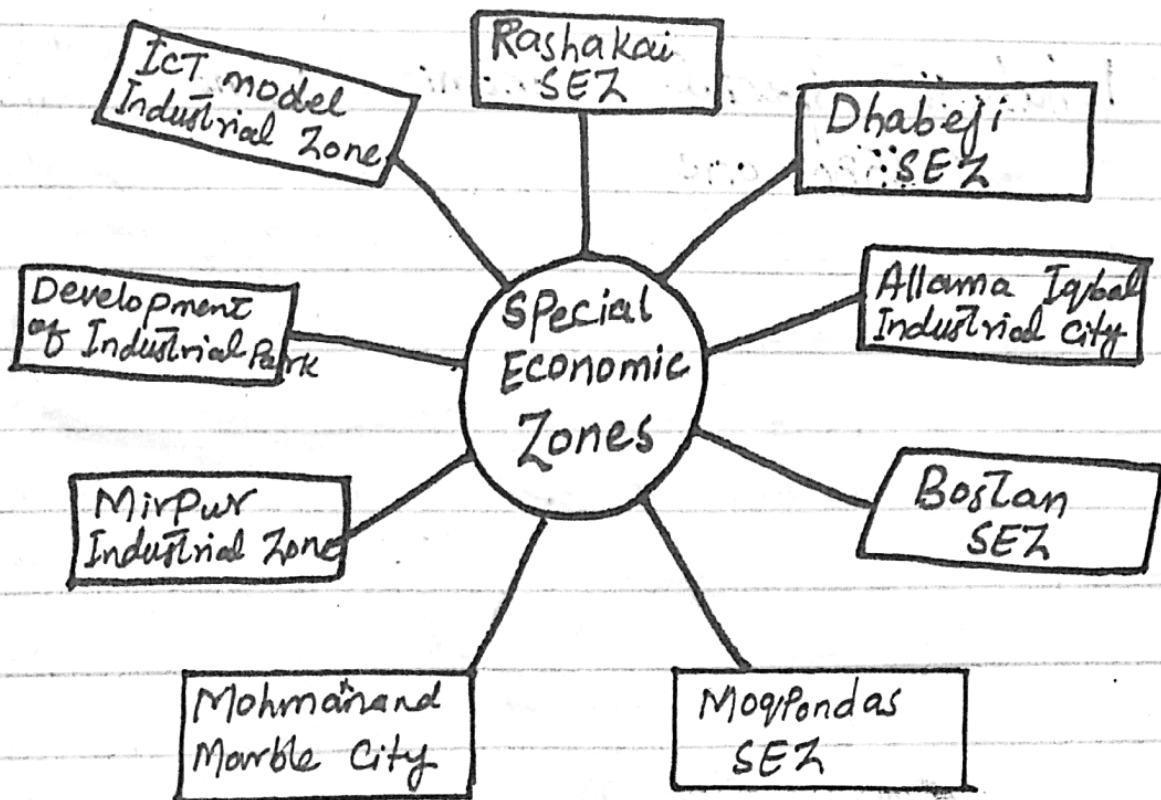 Rashakai
SEZ
ICT model
Industrial Zone
Dhabeji
SEZ
Development
of Industrial Park
Special
Economic
Zones
Allama Iqbal
Industrial City
Mirpur
Industrial Zone
Bostan
SEZ
Mohmanand
Marble City
Moqpondas
SEZ